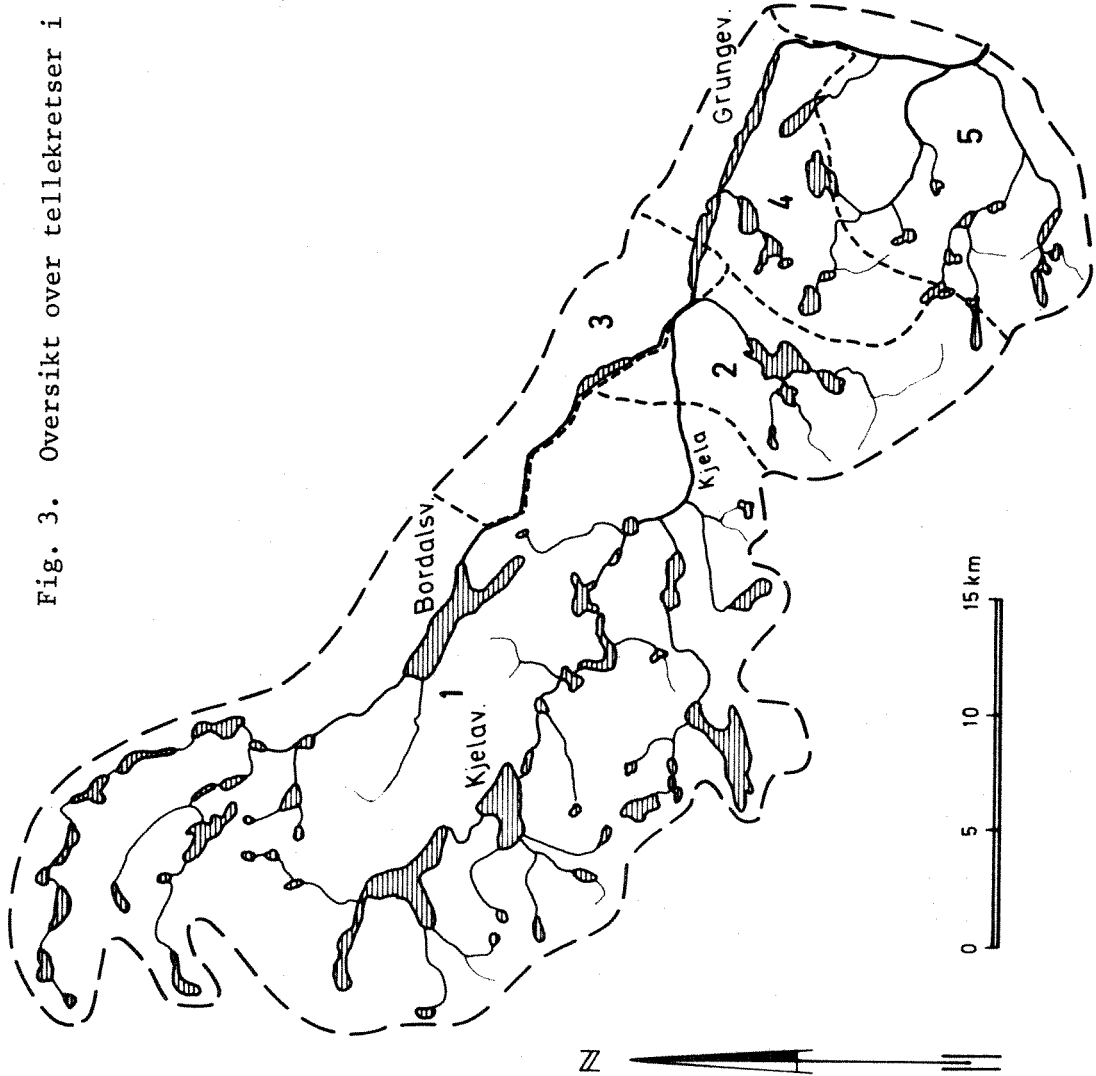 Fig. 3. Oversikt over tellekretser i
Grungev.
Bordalsv.
Kjelav.
Kjela
1
2
3
4
5
0 5 10 15 km
N